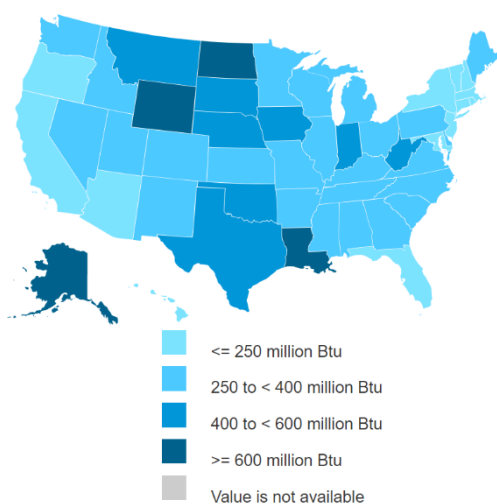 <= 250 million Btu
250 to < 400 million Btu
400 to < 600 million Btu
>= 600 million Btu
Value is not available